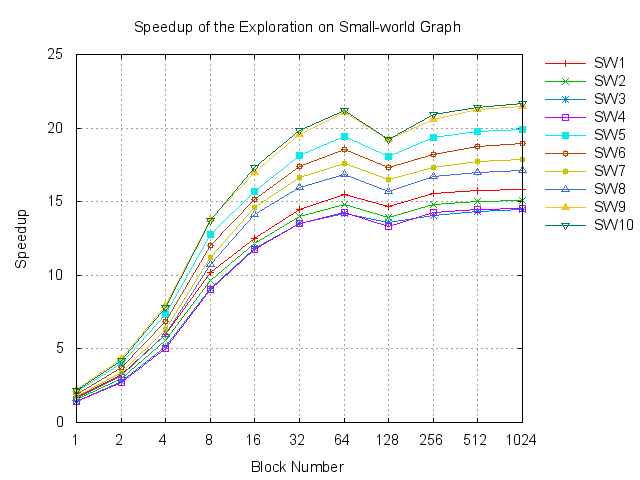 Speedup of the Exploration on Small-world Graph
25
20
15
10
5
0
Speedup
1 2 4 8 16 32 64 128 256 512 1024
Block Number
SW1
SW2
SW3
SW4
SW5
SW6
SW7
SW8
SW9
SW10